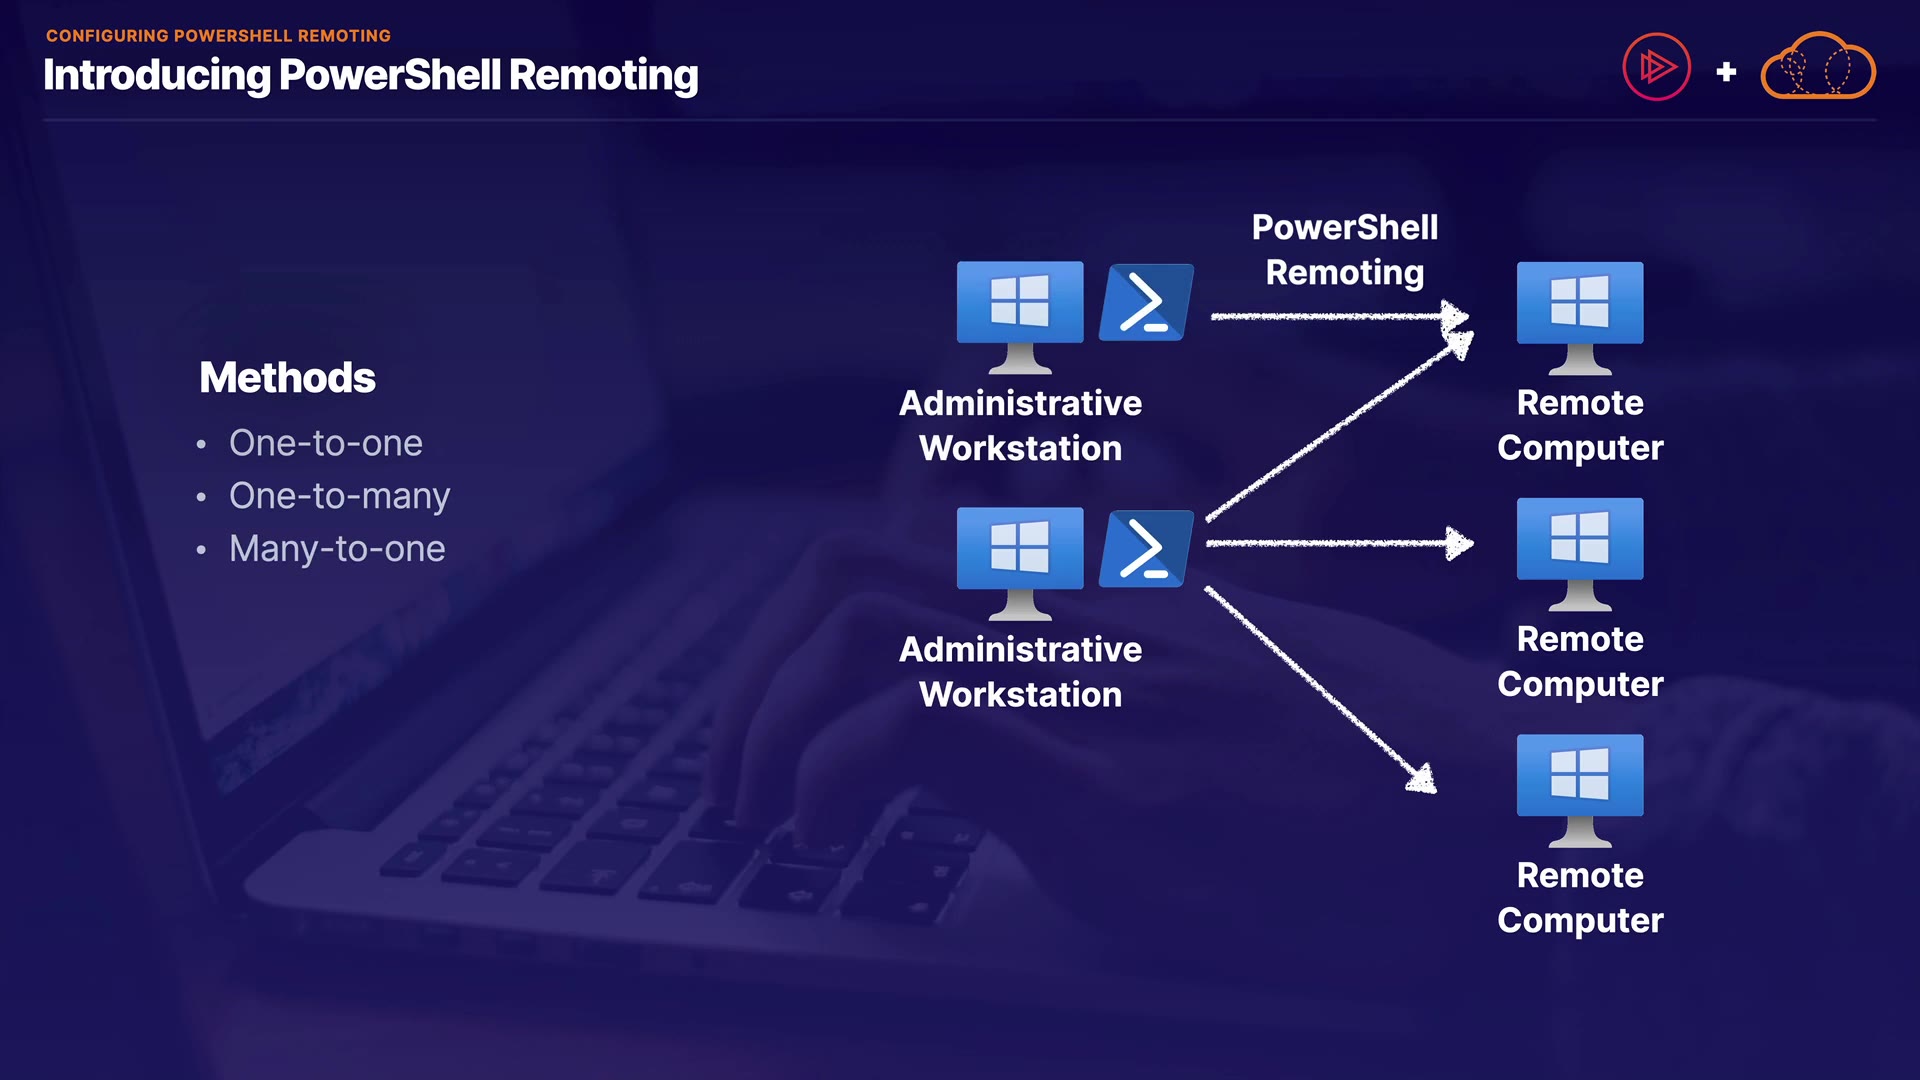 CONFIGURING POWERSHELL REMOTING
Introducing PowerShell Remoting
+
Methods
• One-to-one
• One-to-many
• Many-to-one
PowerShell
Remoting
Administrative
Workstation
Remote
Computer
Administrative
Workstation
Remote
Computer
Remote
Computer